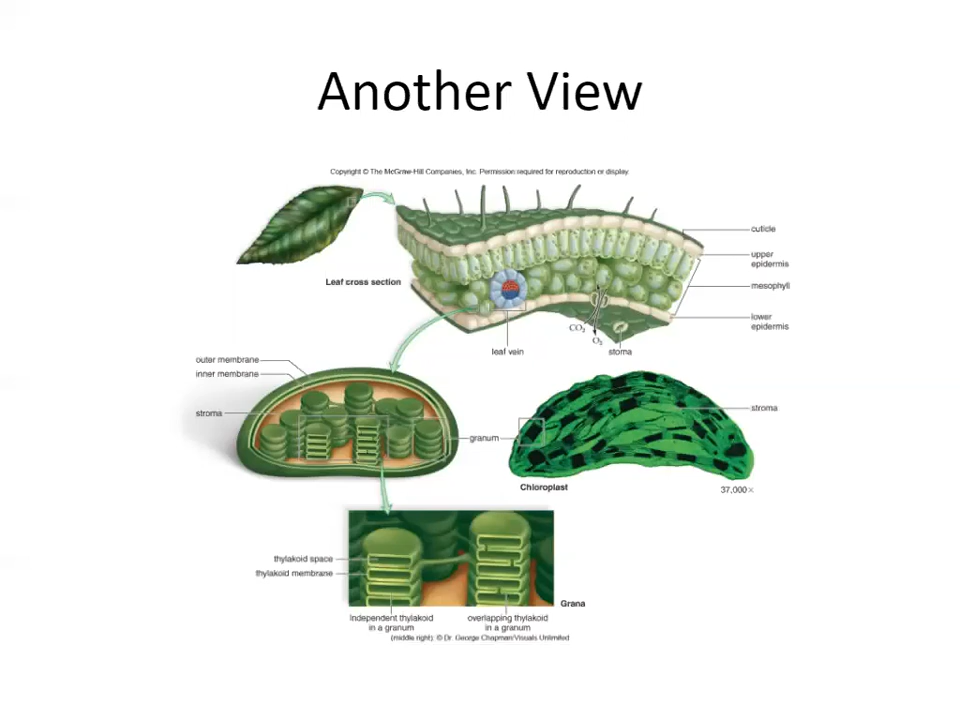 Another View
Copyright © The McGraw-Hill Companies, Inc. Permission required for reproduction or display
cuticle
upper
epidermis
Leaf cross section
mesophyll
lower
epidermis
CO₂
O₂
leaf vein
stoma
outer membrane
inner membrane
stroma
granum
stroma
Chloroplast
37,000×
thylakoid space
thylakoid membrane
Grana
Independent thylakoid
in a granum
overlapping thylakoid
in a granum
(middle right): © Dr. George Chapman/Visuals Unlimited